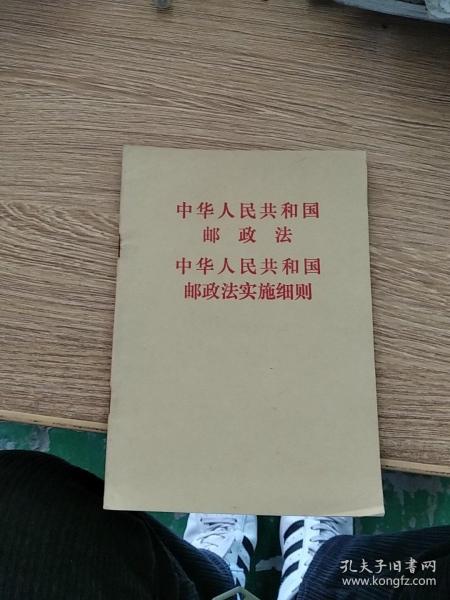 中华人民共和国
邮政法
中华人民共和国
邮政法实施细则
孔夫子旧书网
www.kongfz.com